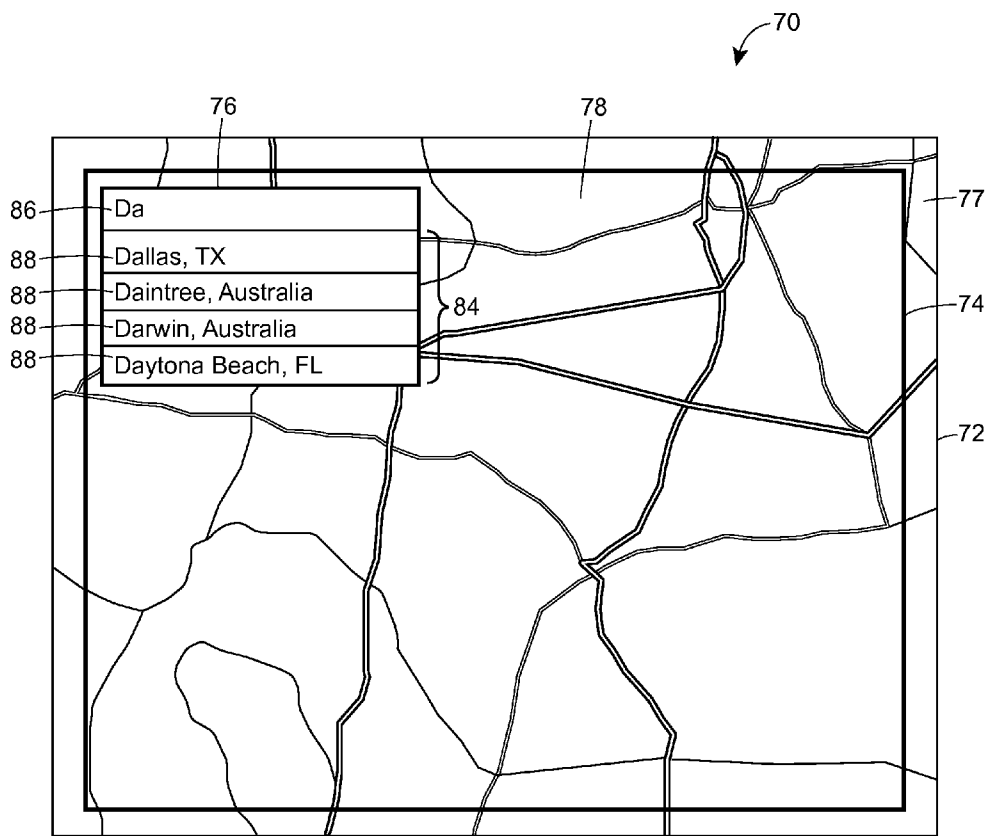 70
76
78
86 Da
77
88 Dallas, TX
88 Daintree, Australia
84
74
88 Darwin, Australia
88 Daytona Beach, FL
72